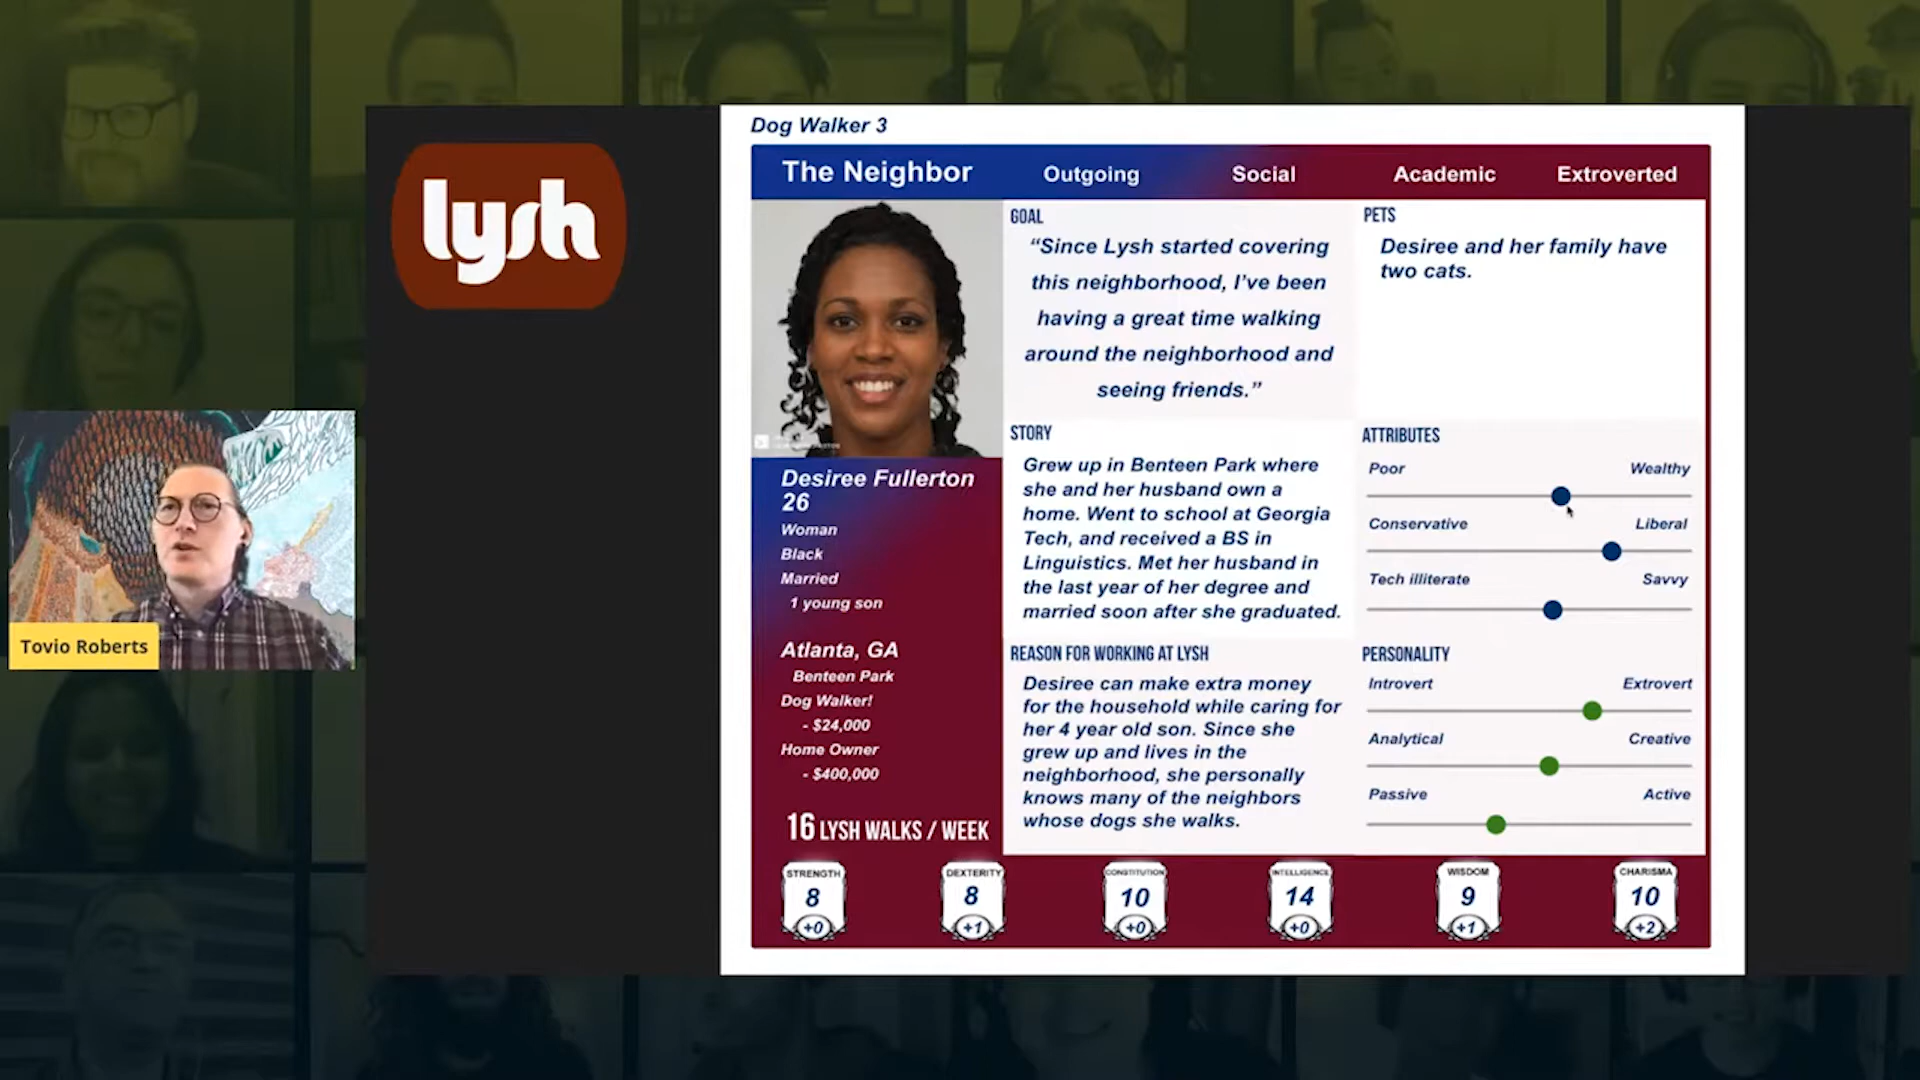 Dog Walker 3
lysh
The Neighbor Outgoing Social Academic Extroverted
GOAL
“Since Lysh started covering
this neighborhood, I’ve been
having a great time walking
around the neighborhood and
seeing friends.”
PETS
Desiree and her family have
two cats.
STORY
Grew up in Benteen Park where
she and her husband own a
home. Went to school at Georgia
Tech, and received a BS in
Linguistics. Met her husband in
the last year of her degree and
married soon after she graduated.
ATTRIBUTES
Poor Wealthy
Conservative Liberal
Tech illiterate Savvy
Desiree Fullerton
26
Woman
Black
Married
1 young son
Atlanta, GA
Benteen Park
Dog Walker!
- $24,000
Home Owner
- $400,000
16 LYSH WALKS / WEEK
REASON FOR WORKING AT LYSH
Desiree can make extra money
for the household while caring for
her 4 year old son. Since she
grew up and lives in the
neighborhood, she personally
knows many of the neighbors
whose dogs she walks.
PERSONALITY
Introvert Extrovert
Analytical Creative
Passive Active
STRENGTH DEXTERITY CONSTITUTION INTELLIGENCE WISDOM CHARISMA
8 8 10 14 9 10
+0 +1 +0 +0 +1 +2
Tovio Roberts